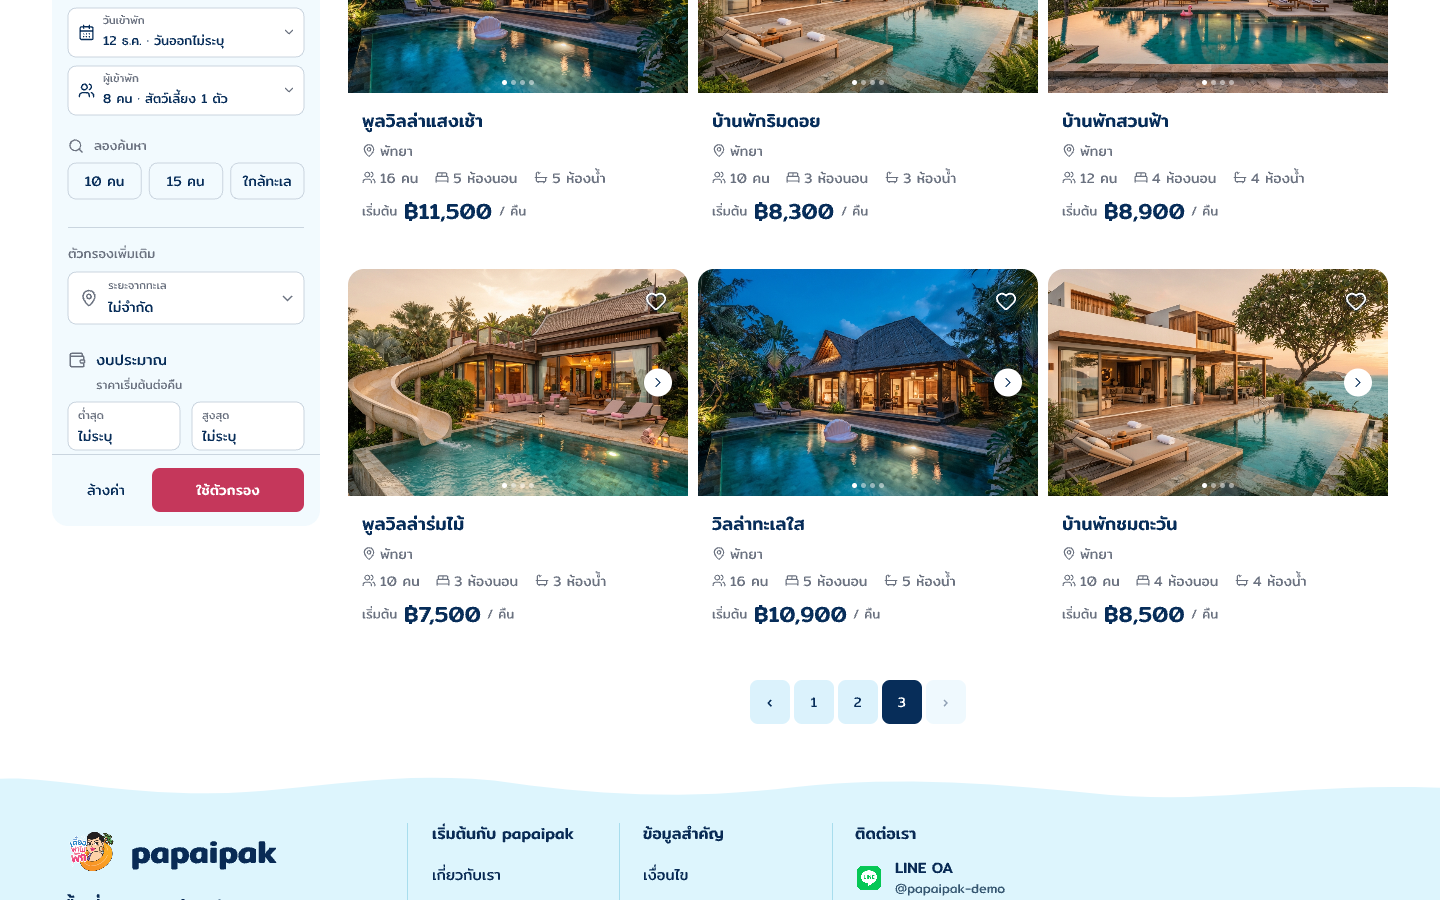 วันเข้าพัก
12 ธ.ค. · วันออกไม่ระบุ
ผู้เข้าพัก
8 คน · สัตว์เลี้ยง 1 ตัว
ลองค้นหา
10 คน
15 คน
ใกล้ทะเล
ตัวกรองเพิ่มเติม
ระยะจากทะเล
ไม่จำกัด
งบประมาณ
ราคาเริ่มต้นต่อคืน
ต่ำสุด
ไม่ระบุ
สูงสุด
ไม่ระบุ
ล้างค่า
ใช้ตัวกรอง
พูลวิลล่าแสงเช้า
พัทยา
16 คน 5 ห้องนอน 5 ห้องน้ำ
เริ่มต้น ฿11,500 / คืน
บ้านพักริมดอย
พัทยา
10 คน 3 ห้องนอน 3 ห้องน้ำ
เริ่มต้น ฿8,300 / คืน
บ้านพักสวนฟ้า
พัทยา
12 คน 4 ห้องนอน 4 ห้องน้ำ
เริ่มต้น ฿8,900 / คืน
พูลวิลล่าร่มไม้
พัทยา
10 คน 3 ห้องนอน 3 ห้องน้ำ
เริ่มต้น ฿7,500 / คืน
วิลล่าทะเลใส
พัทยา
16 คน 5 ห้องนอน 5 ห้องน้ำ
เริ่มต้น ฿10,900 / คืน
บ้านพักชมตะวัน
พัทยา
10 คน 4 ห้องนอน 4 ห้องน้ำ
เริ่มต้น ฿8,500 / คืน
‹ 1 2 3 ›
papaipak
เริ่มต้นกับ papaipak
เกี่ยวกับเรา
ข้อมูลสำคัญ
เงื่อนไข
ติดต่อเรา
LINE OA
@papaipak-demo